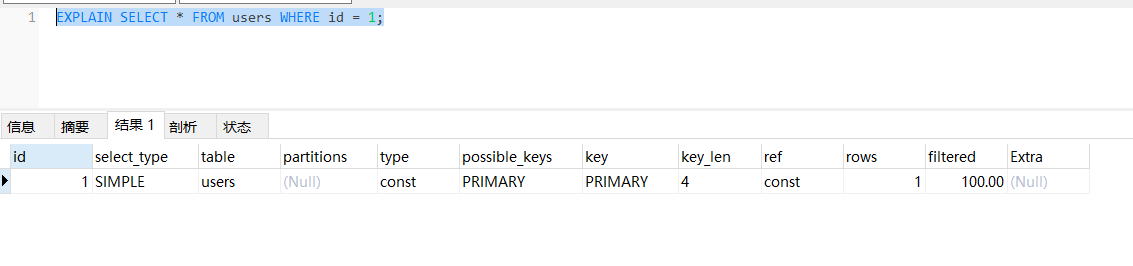 1 EXPLAIN SELECT * FROM users WHERE id = 1;
信息 摘要 结果 1 剖析 状态
id select_type table partitions type possible_keys key key_len ref rows filtered Extra
1 SIMPLE users (Null) const PRIMARY PRIMARY 4 const 1 100.00 (Null)